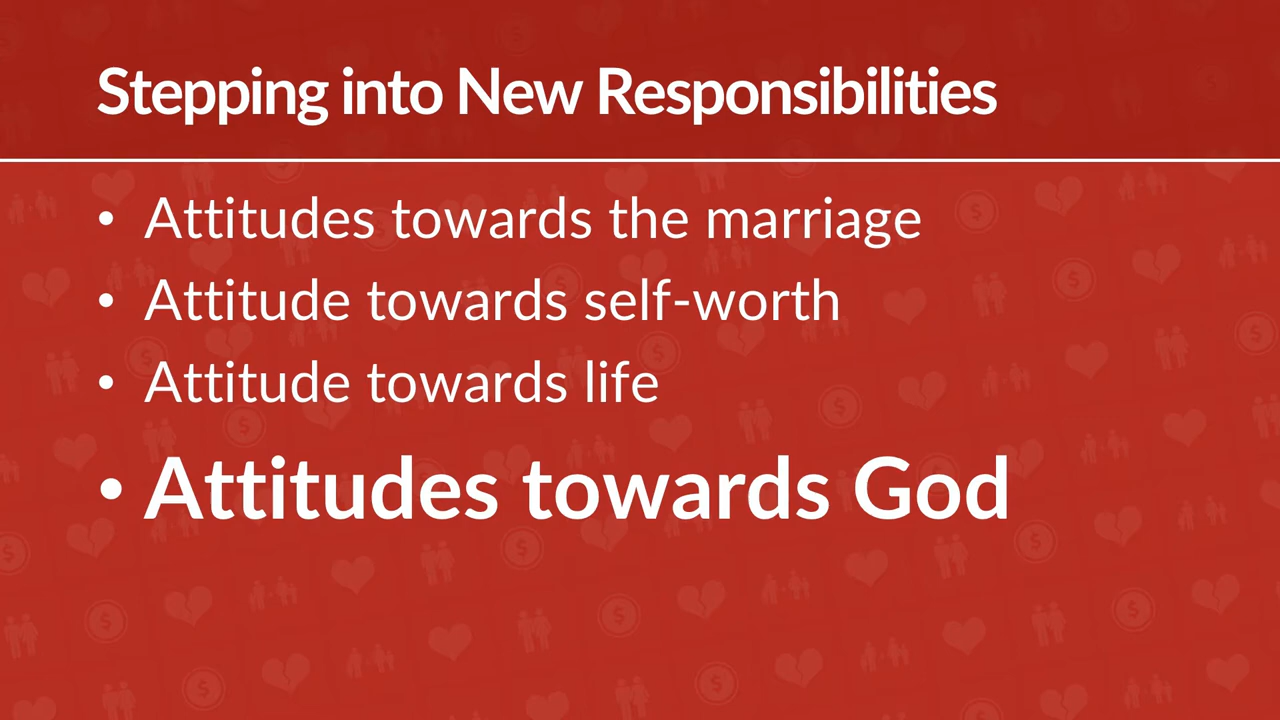 Stepping into New Responsibilities
• Attitudes towards the marriage
• Attitude towards self-worth
• Attitude towards life
• Attitudes towards God